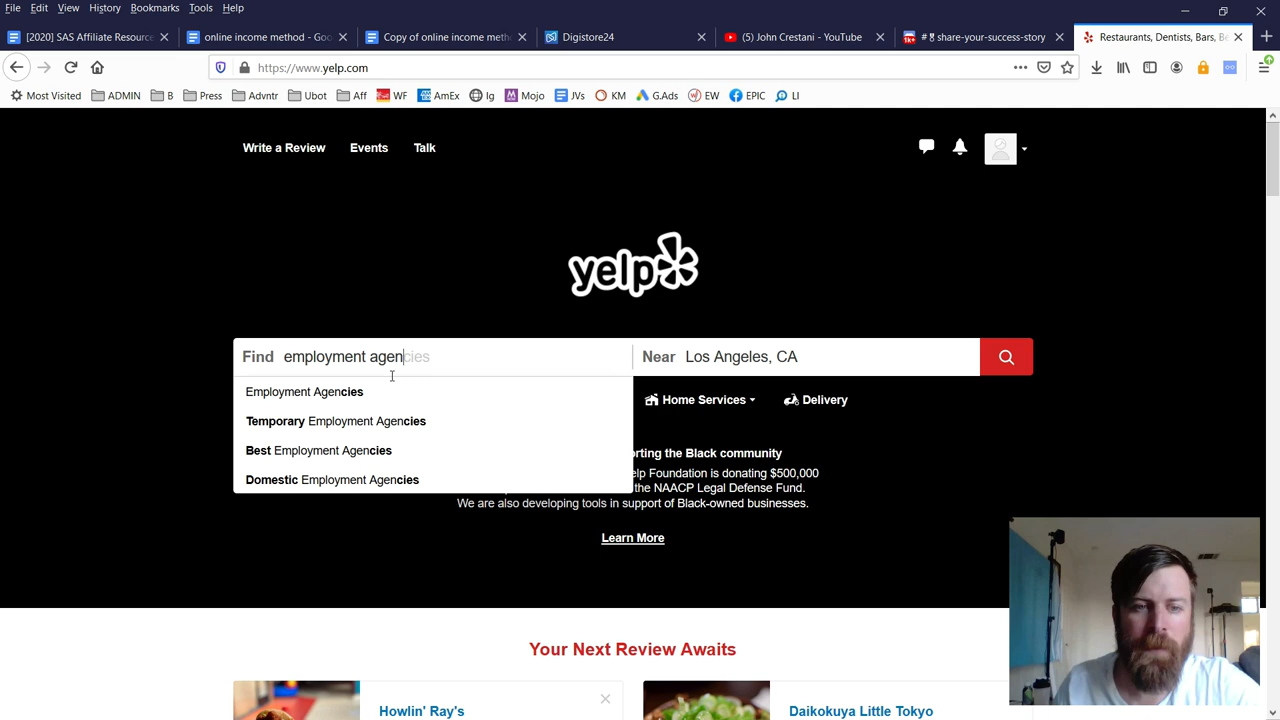 File Edit View History Bookmarks Tools Help
[2020] SAS Affiliate Resource
online income method - Goo
Copy of online income meth
Digistore24
(5) John Crestani - YouTube
# share-your-success-story
Restaurants, Dentists, Bars, Be
https://www.yelp.com
Most Visited ADMIN B Press Advntr Ubot Aff WF AmEx Ig Mojo JVs KM G.Ads EW EPIC LI
Write a Review Events Talk
yelp
Find employment agencies Near Los Angeles, CA
Employment Agencies
Temporary Employment Agencies
Best Employment Agencies
Domestic Employment Agencies
Home Services Delivery
rting the Black community
elp Foundation is donating $500,000
the NAACP Legal Defense Fund.
We are also developing tools in support of Black-owned businesses.
Learn More
Your Next Review Awaits
Howlin' Ray's
Daikokuya Little Tokyo